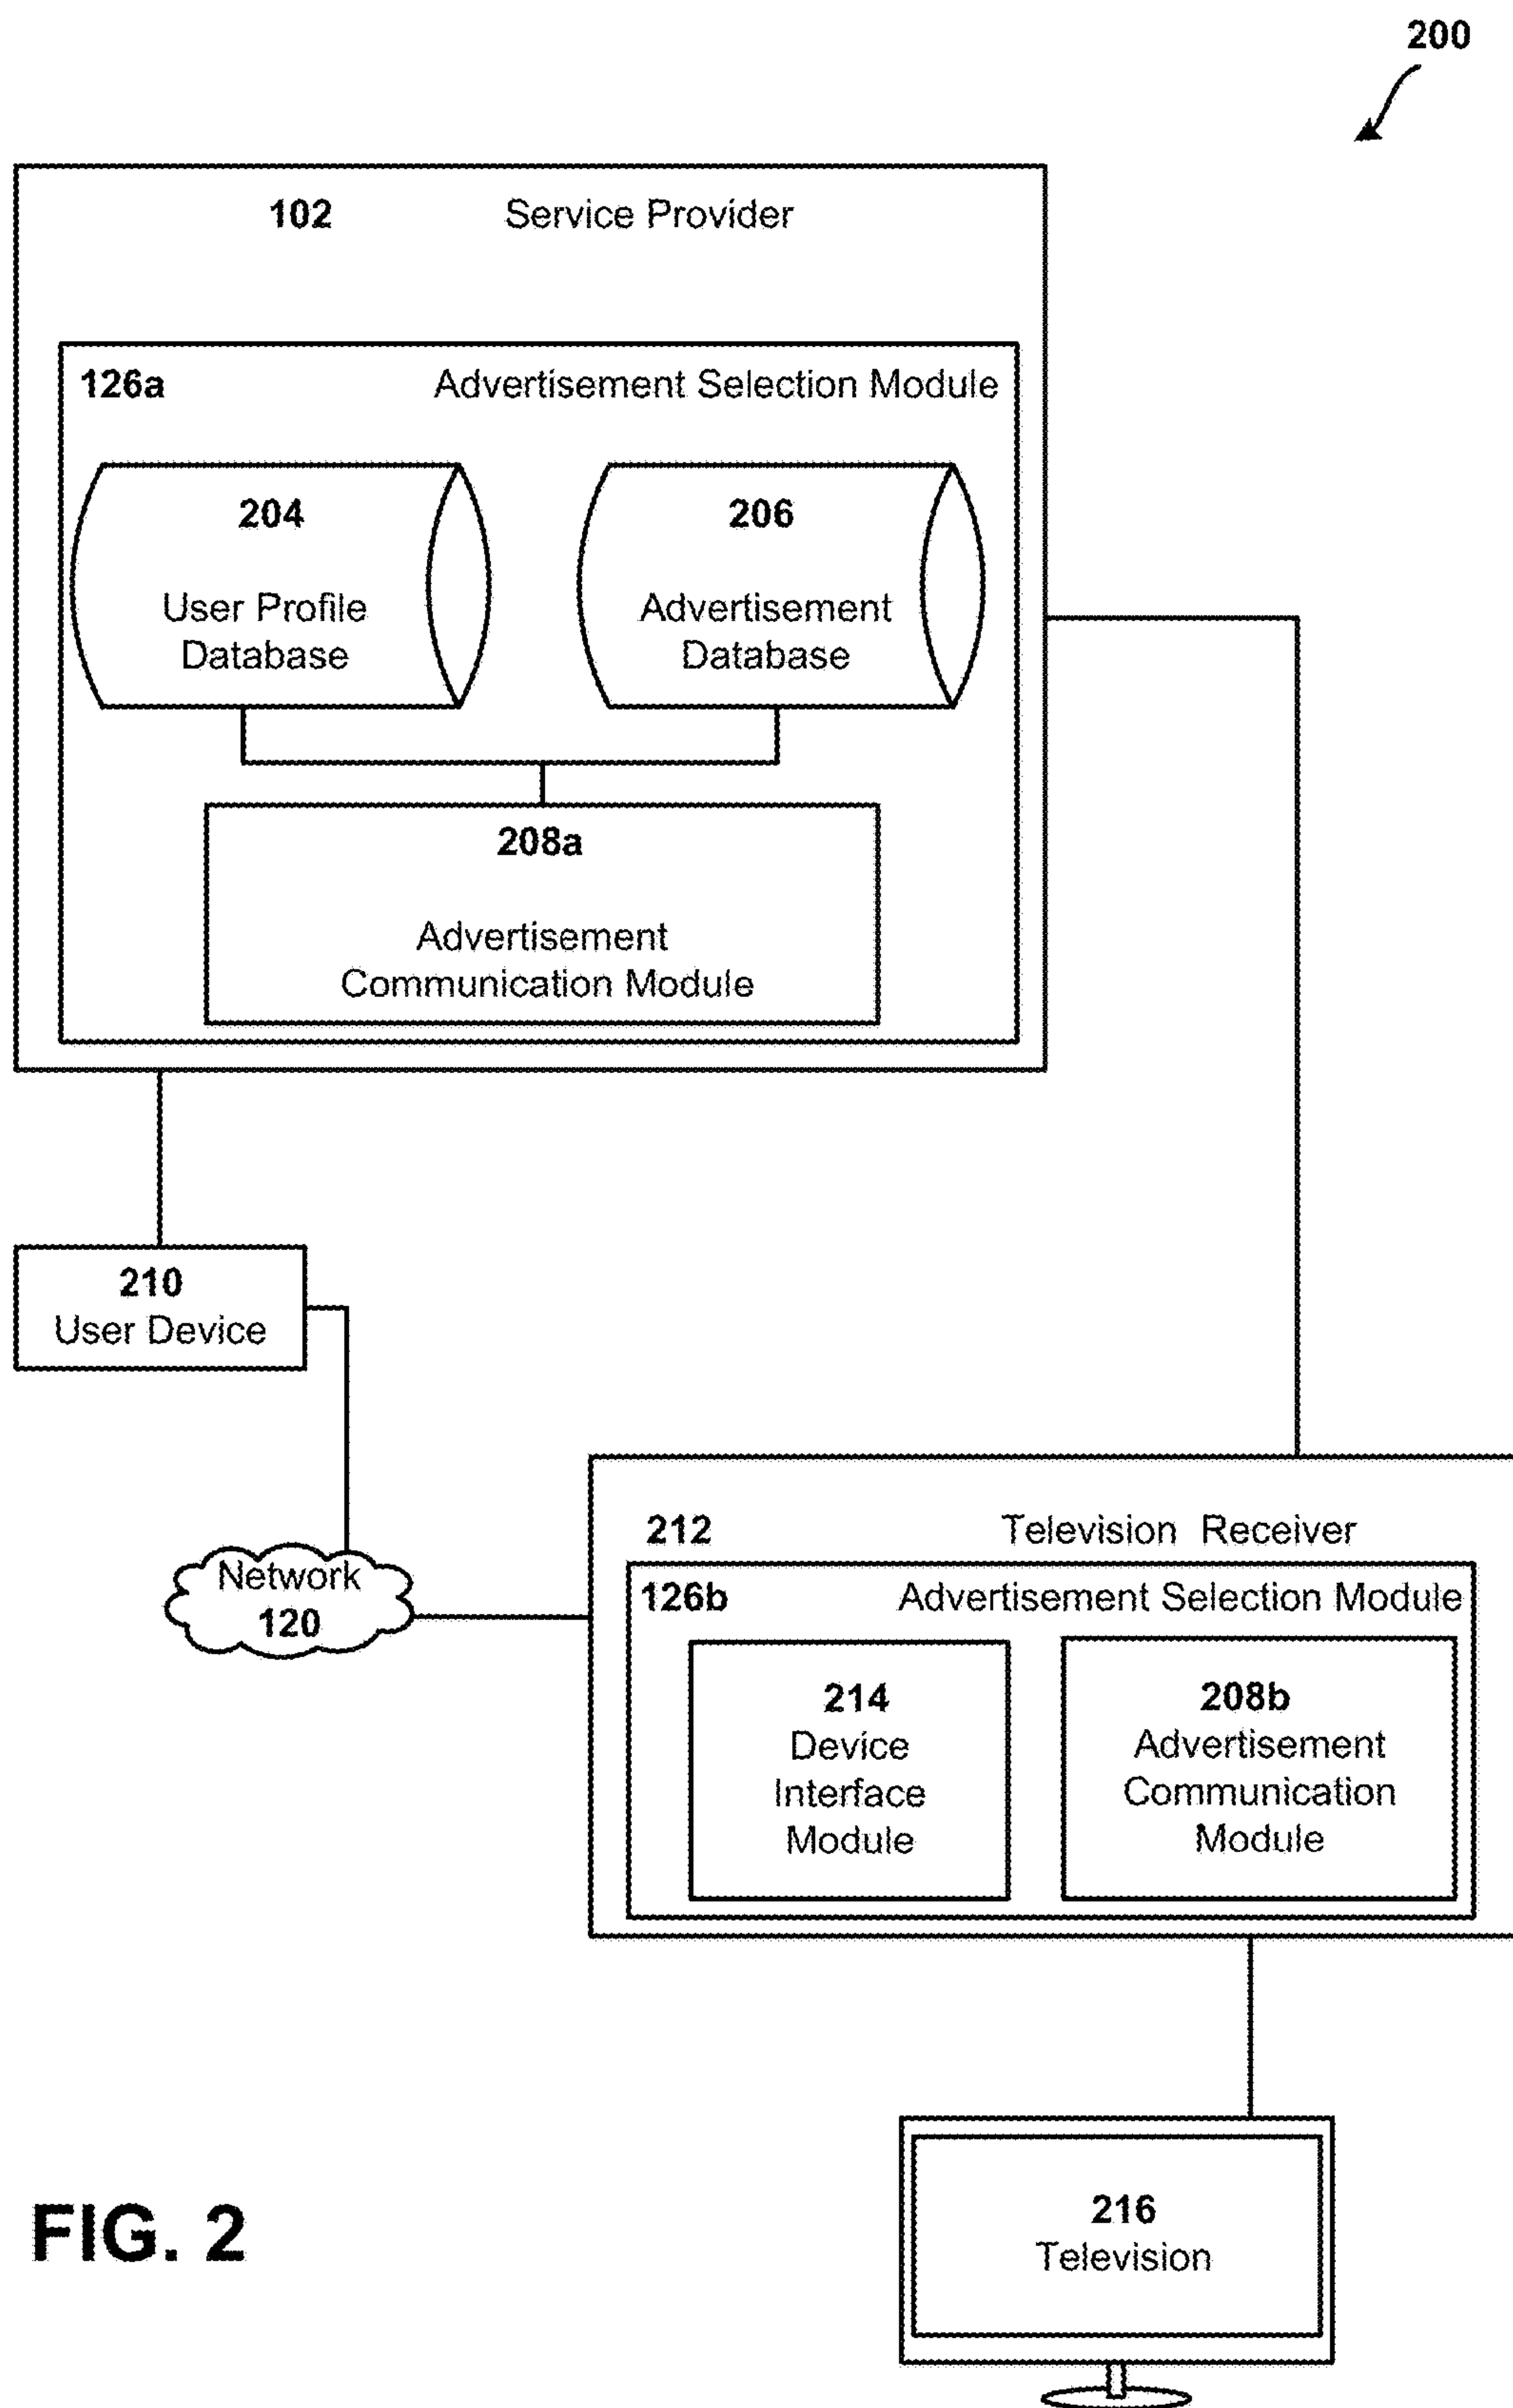 200
102 Service Provider
126a Advertisement Selection Module
204
User Profile
Database
206
Advertisement
Database
208a
Advertisement
Communication Module
210
User Device
Network
120
212 Television Receiver
126b Advertisement Selection Module
214
Device
Interface
Module
208b
Advertisement
Communication
Module
216
Television
FIG. 2